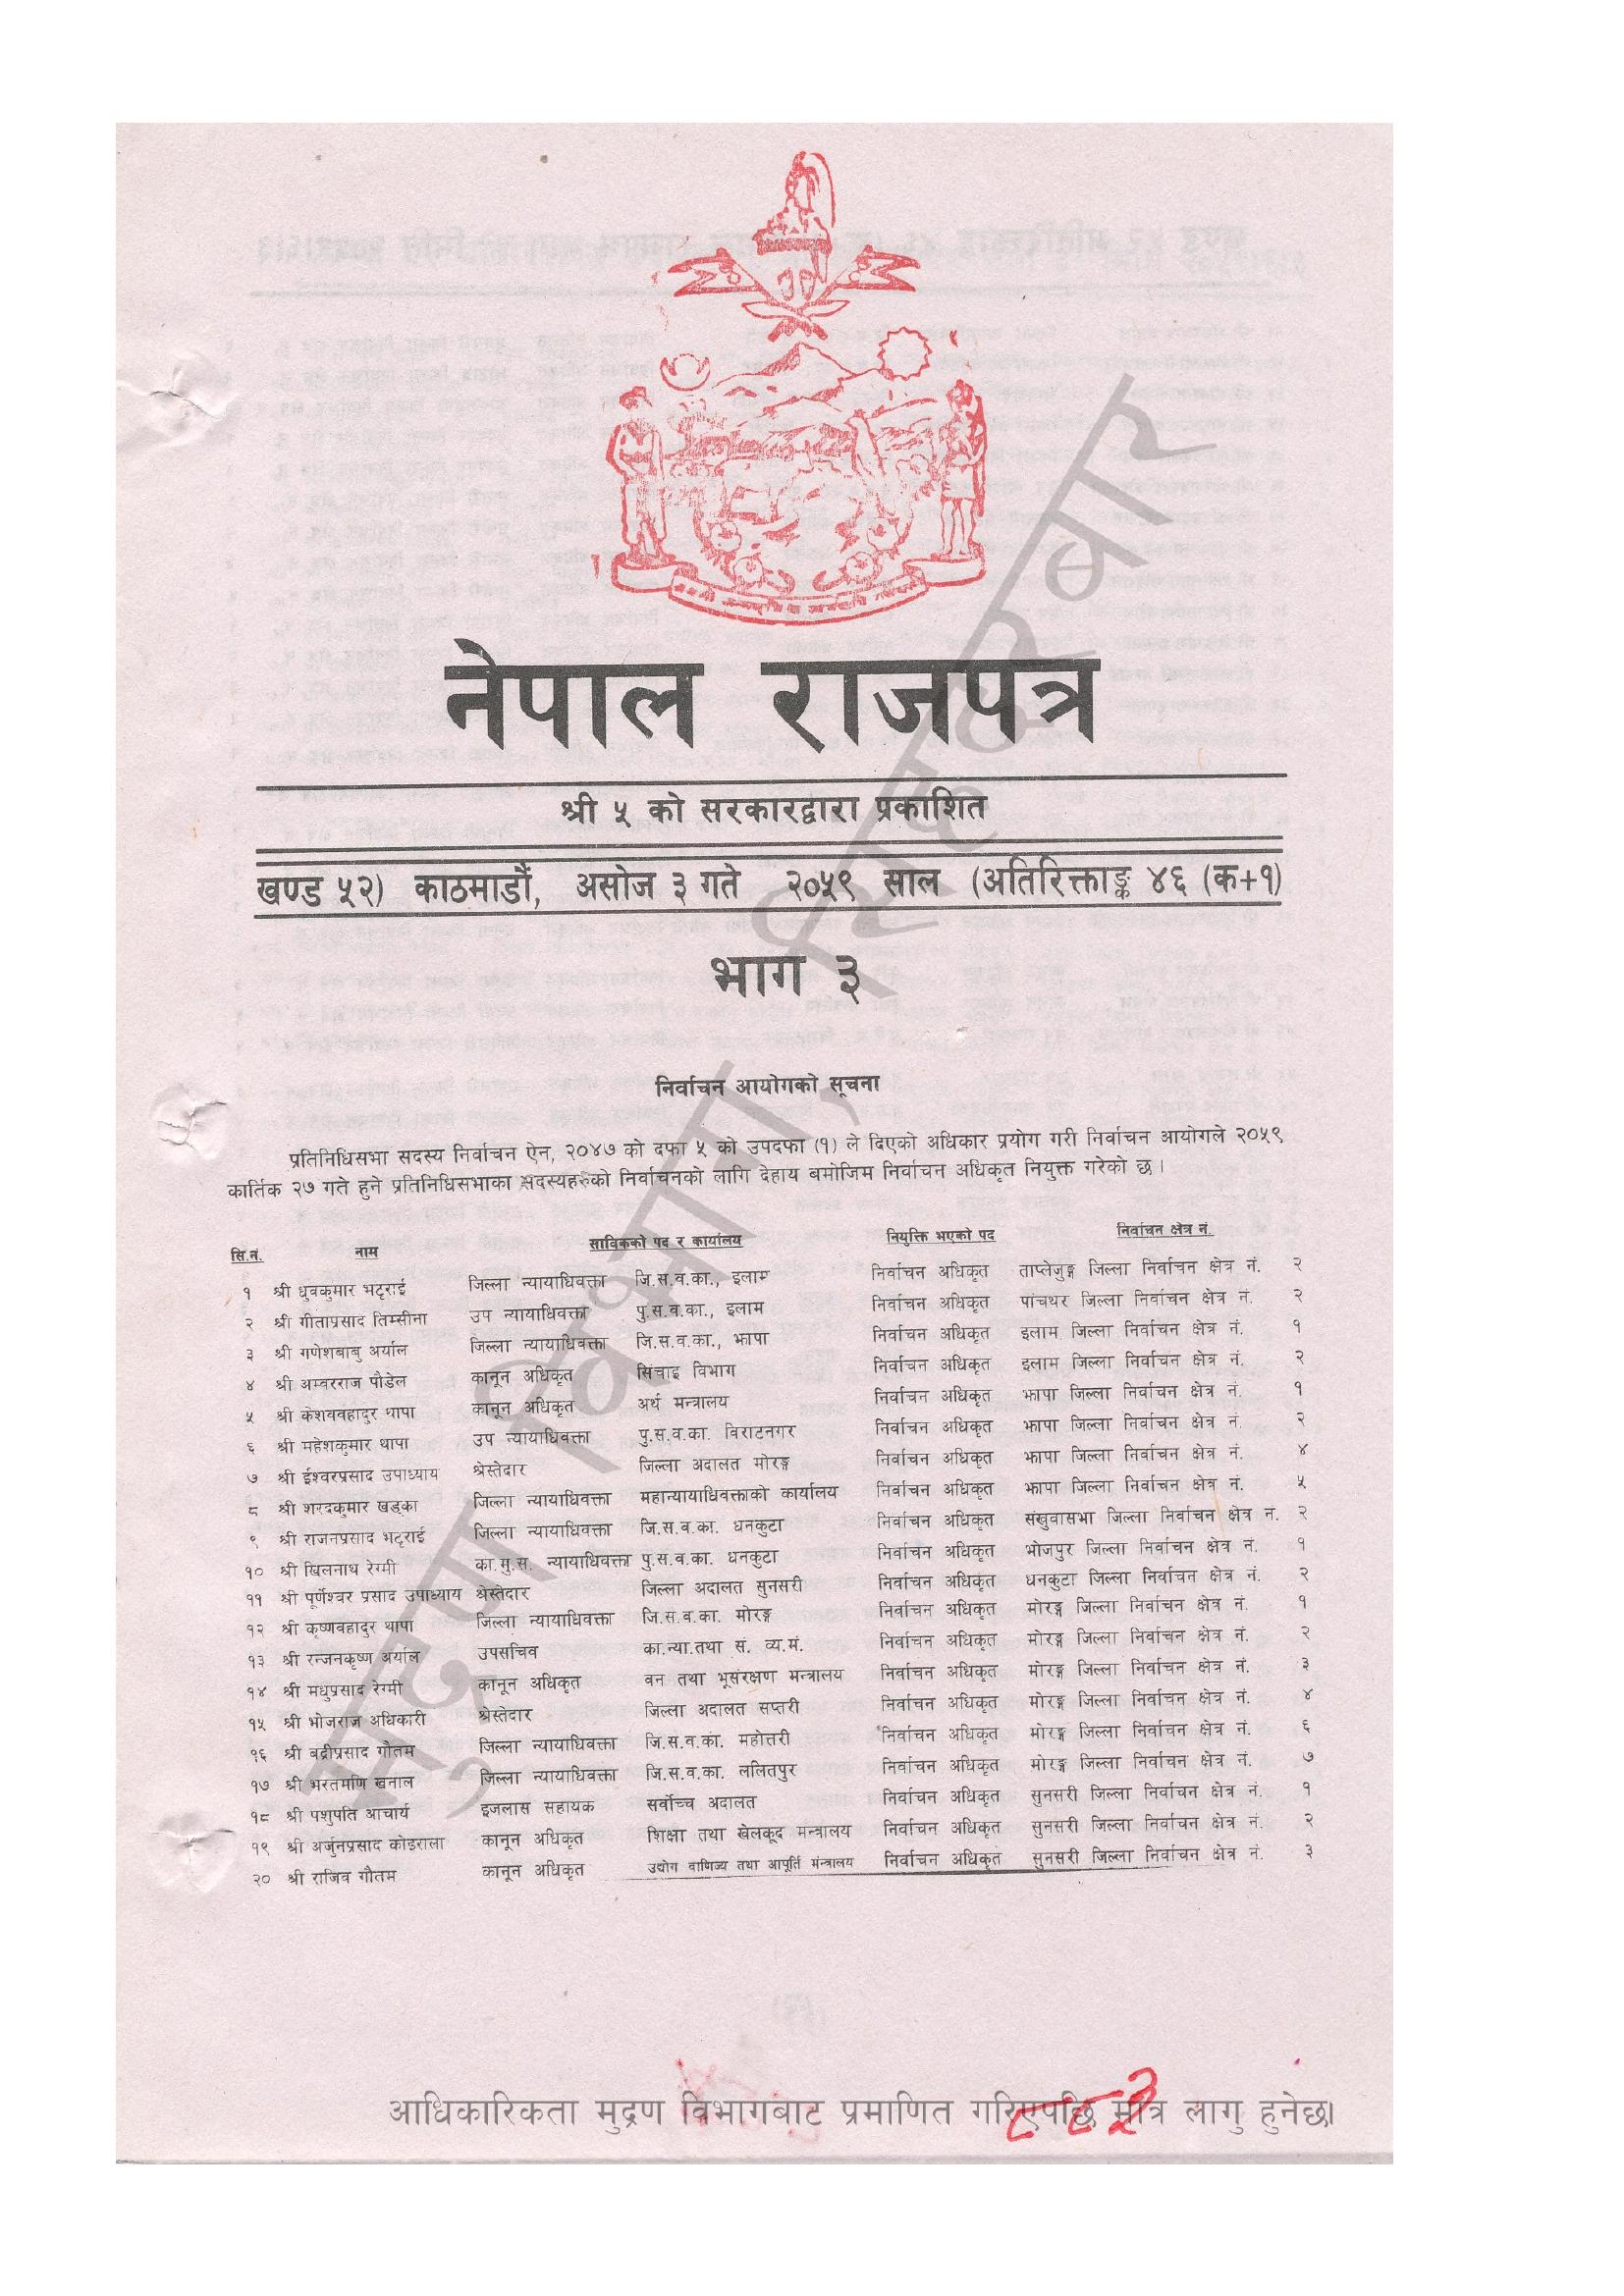 नेपाल राजपत्र
श्री ५ को सरकारद्वारा प्रकाशित
खण्ड ५२) काठमाडौं, असोज ३ गते २०५९ साल (अतिरिक्ताङ्क ४६ (क+१)
भाग ३
निर्वाचन आयोगको सूचना
प्रतिनिधिसभा सदस्य निर्वाचन ऐन, २०४७ को दफा ५ को उपदफा (१) ले दिएको अधिकार प्रयोग गरी निर्वाचन आयोगले २०५९
कार्तिक २७ गते हुने प्रतिनिधिसभाका सदस्यहरुको निर्वाचनको लागि देहाय बमोजिम निर्वाचन अधिकृत नियुक्त गरेको छ ।
सि.नं. नाम साविकको पद र कार्यालय नियुक्ति भएको पद निर्वाचन क्षेत्र नं.
१ श्री ध्रुवकुमार भट्टराई जिल्ला न्यायाधिवक्ता जि.स.व.का., इलाम निर्वाचन अधिकृत ताप्लेजुङ्ग जिल्ला निर्वाचन क्षेत्र नं. २
२ श्री गीताप्रसाद तिम्सीना उप न्यायाधिवक्ता पु.स.व.का., इलाम निर्वाचन अधिकृत पांचथर जिल्ला निर्वाचन क्षेत्र नं. २
३ श्री गणेशबाबु अर्याल जिल्ला न्यायाधिवक्ता जि.स.व.का., झापा निर्वाचन अधिकृत इलाम जिल्ला निर्वाचन क्षेत्र नं. १
४ श्री अम्वरराज पौडेल कानून अधिकृत सिंचाइ विभाग निर्वाचन अधिकृत इलाम जिल्ला निर्वाचन क्षेत्र नं. २
५ श्री केशववहादुर थापा कानून अधिकृत अर्थ मन्त्रालय निर्वाचन अधिकृत झापा जिल्ला निर्वाचन क्षेत्र नं. १
६ श्री महेशकुमार थापा उप न्यायाधिवक्ता पु.स.व.का. विराटनगर निर्वाचन अधिकृत झापा जिल्ला निर्वाचन क्षेत्र नं. २
७ श्री ईश्वरप्रसाद उपाध्याय श्रेस्तेदार जिल्ला अदालत मोरङ्ग निर्वाचन अधिकृत झापा जिल्ला निर्वाचन क्षेत्र नं. ४
८ श्री शरदकुमार खड्का जिल्ला न्यायाधिवक्ता महान्यायाधिवक्ताको कार्यालय निर्वाचन अधिकृत झापा जिल्ला निर्वाचन क्षेत्र नं. ५
९ श्री राजनप्रसाद भट्टराई जिल्ला न्यायाधिवक्ता जि.स.व.का. धनकुटा निर्वाचन अधिकृत संखुवासभा जिल्ला निर्वाचन क्षेत्र नं. २
१० श्री खिलनाथ रेग्मी का.मु.स. न्यायाधिवक्ता पु.स.व.का. धनकुटा निर्वाचन अधिकृत भोजपुर जिल्ला निर्वाचन क्षेत्र नं. १
११ श्री पूर्णेश्वर प्रसाद उपाध्याय श्रेस्तेदार जिल्ला अदालत सुनसरी निर्वाचन अधिकृत धनकुटा जिल्ला निर्वाचन क्षेत्र नं. २
१२ श्री कृष्णवहादुर थापा जिल्ला न्यायाधिवक्ता जि.स.व.का. मोरङ्ग निर्वाचन अधिकृत मोरङ्ग जिल्ला निर्वाचन क्षेत्र नं. १
१३ श्री रन्जनकृष्ण अर्याल उपसचिव का.न्या.तथा सं. व्य.मं. निर्वाचन अधिकृत मोरङ्ग जिल्ला निर्वाचन क्षेत्र नं. २
१४ श्री मधुप्रसाद रेग्मी कानून अधिकृत वन तथा भूसंरक्षण मन्त्रालय निर्वाचन अधिकृत मोरङ्ग जिल्ला निर्वाचन क्षेत्र नं. ३
१५ श्री भोजराज अधिकारी श्रेस्तेदार जिल्ला अदालत सप्तरी निर्वाचन अधिकृत मोरङ्ग जिल्ला निर्वाचन क्षेत्र नं. ४
१६ श्री बद्रीप्रसाद गौतम जिल्ला न्यायाधिवक्ता जि.स.व.का. महोत्तरी निर्वाचन अधिकृत मोरङ्ग जिल्ला निर्वाचन क्षेत्र नं. ६
१७ श्री भरतमणि खनाल जिल्ला न्यायाधिवक्ता जि.स.व.का. ललितपुर निर्वाचन अधिकृत मोरङ्ग जिल्ला निर्वाचन क्षेत्र नं. ७
१८ श्री पशुपति आचार्य इजलास सहायक सर्वोच्च अदालत निर्वाचन अधिकृत सुनसरी जिल्ला निर्वाचन क्षेत्र नं. १
१९ श्री अर्जुनप्रसाद कोइराला कानून अधिकृत शिक्षा तथा खेलकूद मन्त्रालय निर्वाचन अधिकृत सुनसरी जिल्ला निर्वाचन क्षेत्र नं. २
२० श्री राजिव गौतम कानून अधिकृत उद्योग वाणिज्य तथा आपूर्ति मंन्त्रालय निर्वाचन अधिकृत सुनसरी जिल्ला निर्वाचन क्षेत्र नं. ३
मुद्रण विभाग, सिंहदरबार
आधिकारिकता मुद्रण विभागबाट प्रमाणित गरिएपछि मात्र लागु हुनेछ।
८८३